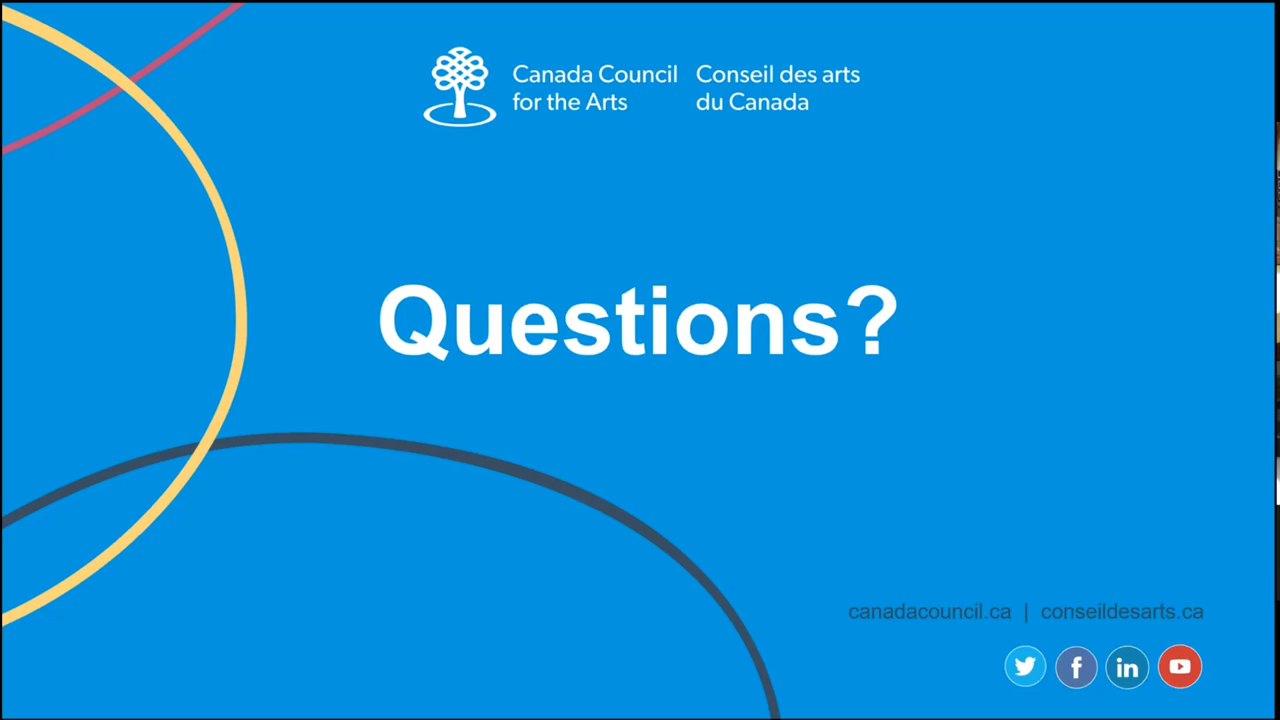 Canada Council Conseil des arts
for the Arts du Canada
Questions?
canadacouncil.ca | conseildesarts.ca